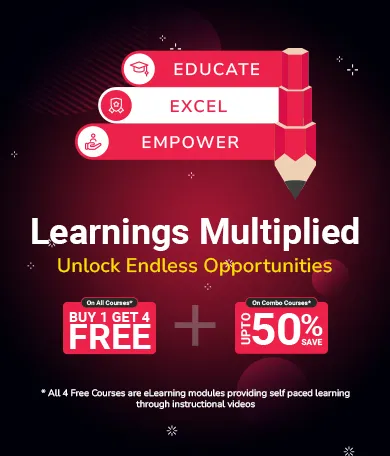 EDUCATE
EXCEL
EMPOWER
Learnings Multiplied
Unlock Endless Opportunities
On All Courses*
BUY 1 GET 4
FREE
+
On Combo Courses*
UPTO
50%
SAVE
* All 4 Free Courses are eLearning modules providing self paced learning
through instructional videos